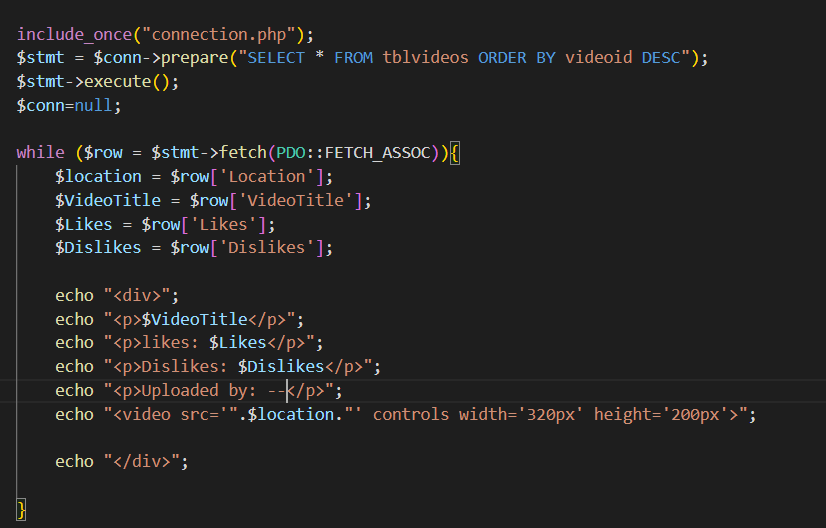 include_once("connection.php");
$stmt = $conn->prepare("SELECT * FROM tblvideos ORDER BY videoid DESC");
$stmt->execute();
$conn=null;
while ($row = $stmt->fetch(PDO::FETCH_ASSOC)){
$location = $row['Location'];
$VideoTitle = $row['VideoTitle'];
$Likes = $row['Likes'];
$Dislikes = $row['Dislikes'];
echo "<div>";
echo "<p>$VideoTitle</p>";
echo "<p>likes: $Likes</p>";
echo "<p>Dislikes: $Dislikes</p>";
echo "<p>Uploaded by: --</p>";
echo "<video src='".$location."' controls width='320px' height='200px'>";
echo "</div>";
}